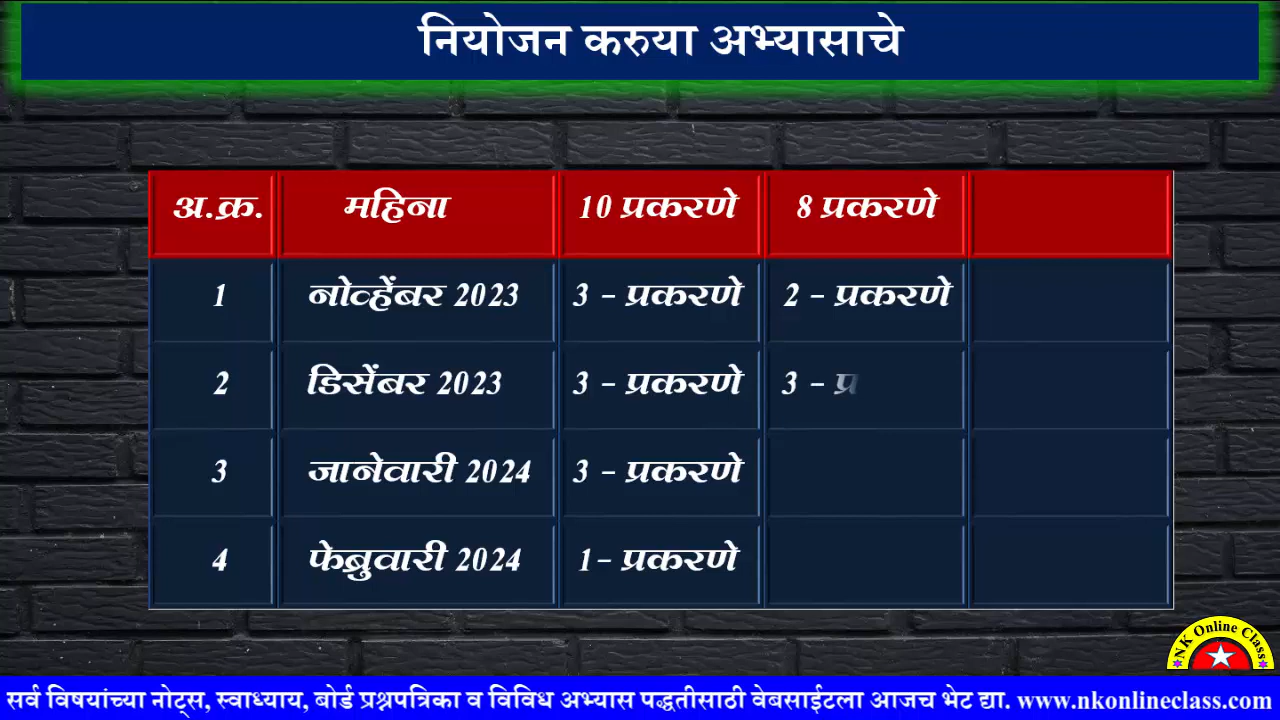 नियोजन करुया अभ्यासाचे
अ.क्र. महिना 10 प्रकरणे 8 प्रकरणे
1 नोव्हेंबर 2023 3 - प्रकरणे 2 - प्रकरणे
2 डिसेंबर 2023 3 - प्रकरणे 3 - प्र
3 जानेवारी 2024 3 - प्रकरणे
4 फेब्रुवारी 2024 1- प्रकरणे
NK Online Class
सर्व विषयांच्या नोट्स, स्वाध्याय, बोर्ड प्रश्नपत्रिका व विविध अभ्यास पद्धतीसाठी वेबसाईटला आजच भेट द्या. www.nkonlineclass.com